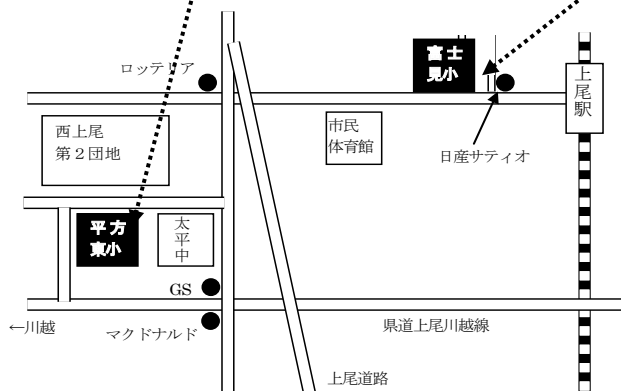 富士
見小
ロッテリア
上尾駅
西上尾
第２団地
市民
体育館
日産サティオ
平方
東小
太平中
GS
←川越
マクドナルド
県道上尾川越線
上尾道路